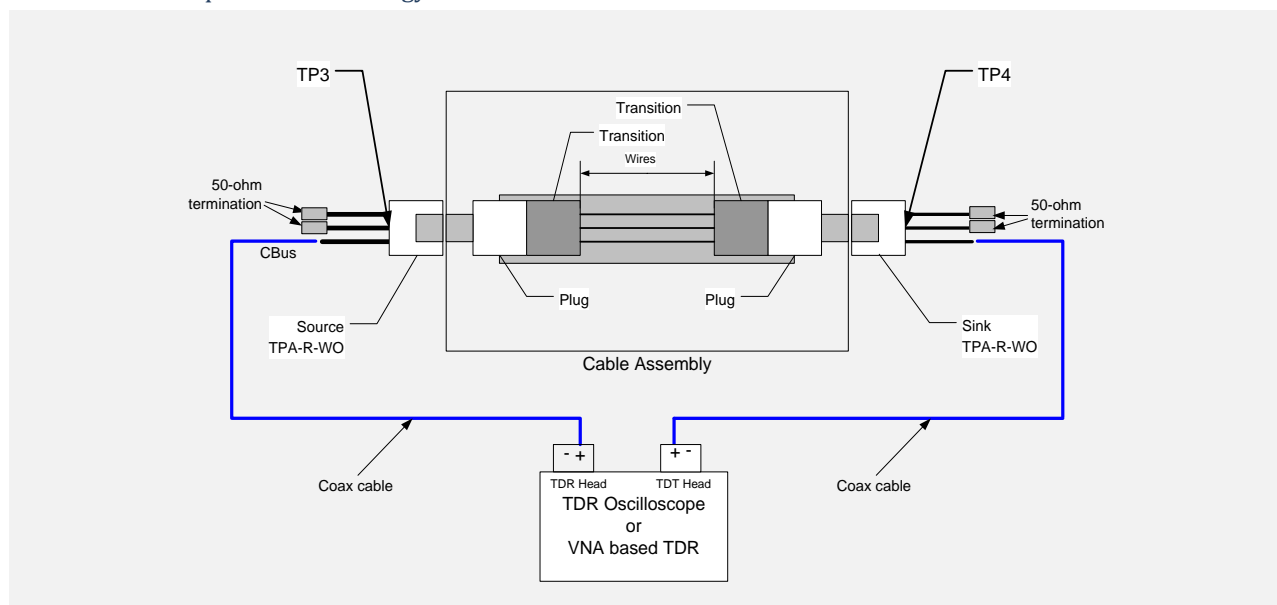 TP3
TP4
Transition
Transition
Wires
50-ohm
termination
50-ohm
termination
CBus
Plug
Plug
Source
TPA-R-WO
Sink
TPA-R-WO
Cable Assembly
- +
+ -
TDR Head
TDT Head
Coax cable
Coax cable
TDR Oscilloscope
or
VNA based TDR